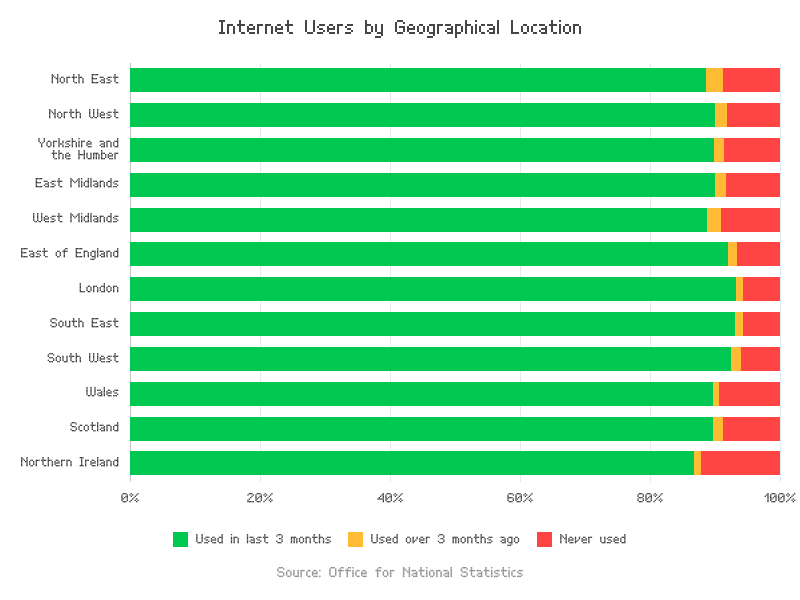 Internet Users by Geographical Location
North East
North West
Yorkshire and
the Humber
East Midlands
West Midlands
East of England
London
South East
South West
Wales
Scotland
Northern Ireland
0% 20% 40% 60% 80% 100%
Used in last 3 months Used over 3 months ago Never used
Source: Office for National Statistics